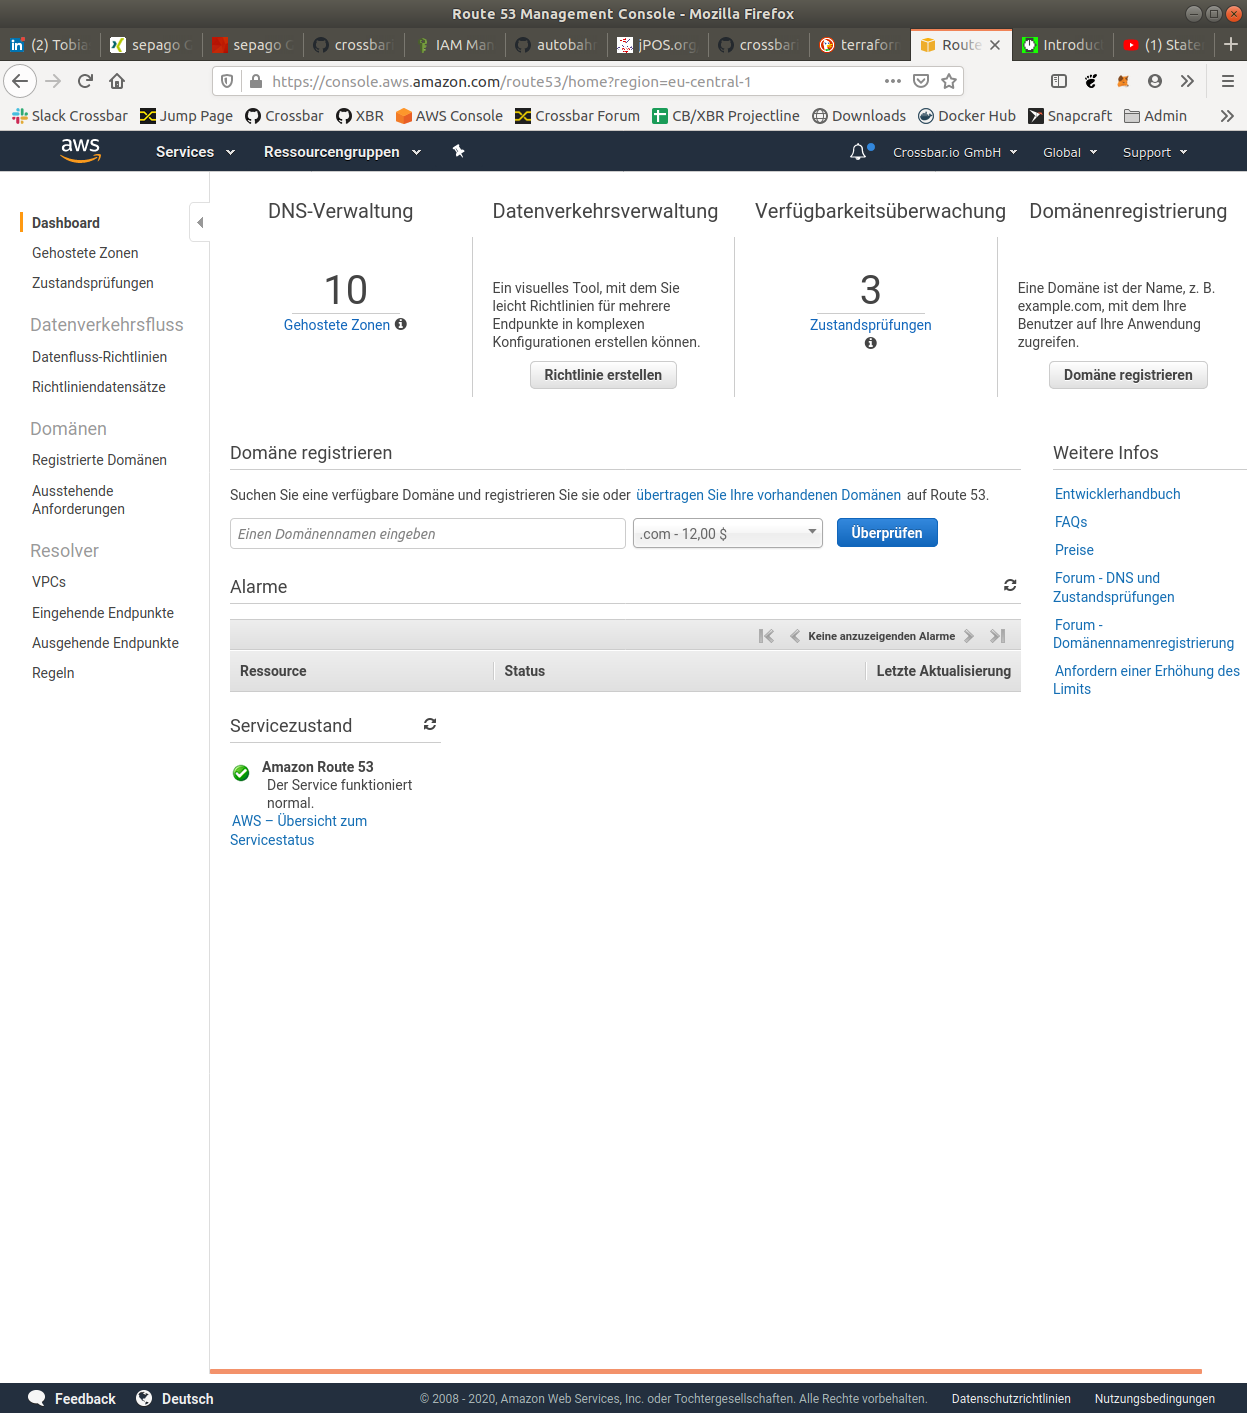 Route 53 Management Console - Mozilla Firefox
(2) Tobia
sepago
sepago
crossbar
IAM Man
autobahn
jPOS.org
crossbar
terraform
Route
Introduc
(1) State
https://console.aws.amazon.com/route53/home?region=eu-central-1
Slack Crossbar
Jump Page
Crossbar
XBR
AWS Console
Crossbar Forum
CB/XBR Projectline
Downloads
Docker Hub
Snapcraft
Admin
aws
Services
Ressourcengruppen
Crossbar.io GmbH
Global
Support
Dashboard
Gehostete Zonen
Zustandsprüfungen
Datenverkehrsfluss
Datenfluss-Richtlinien
Richtliniendatensätze
Domänen
Registrierte Domänen
Ausstehende
Anforderungen
Resolver
VPCs
Eingehende Endpunkte
Ausgehende Endpunkte
Regeln
DNS-Verwaltung
10
Gehostete Zonen
Datenverkehrsverwaltung
Ein visuelles Tool, mit dem Sie
leicht Richtlinien für mehrere
Endpunkte in komplexen
Konfigurationen erstellen können.
Richtlinie erstellen
Verfügbarkeitsüberwachung
3
Zustandsprüfungen
Domänenregistrierung
Eine Domäne ist der Name, z. B.
example.com, mit dem Ihre
Benutzer auf Ihre Anwendung
zugreifen.
Domäne registrieren
Domäne registrieren
Suchen Sie eine verfügbare Domäne und registrieren Sie sie oder übertragen Sie Ihre vorhandenen Domänen auf Route 53.
Einen Domänennamen eingeben
.com - 12,00 $
Überprüfen
Alarme
Keine anzuzeigenden Alarme
Ressource
Status
Letzte Aktualisierung
Servicezustand
Amazon Route 53
Der Service funktioniert
normal.
AWS – Übersicht zum
Servicestatus
Weitere Infos
Entwicklerhandbuch
FAQs
Preise
Forum - DNS und
Zustandsprüfungen
Forum -
Domänennamenregistrierung
Anfordern einer Erhöhung des
Limits
Feedback
Deutsch
© 2008 - 2020, Amazon Web Services, Inc. oder Tochtergesellschaften. Alle Rechte vorbehalten.
Datenschutzrichtlinien
Nutzungsbedingungen